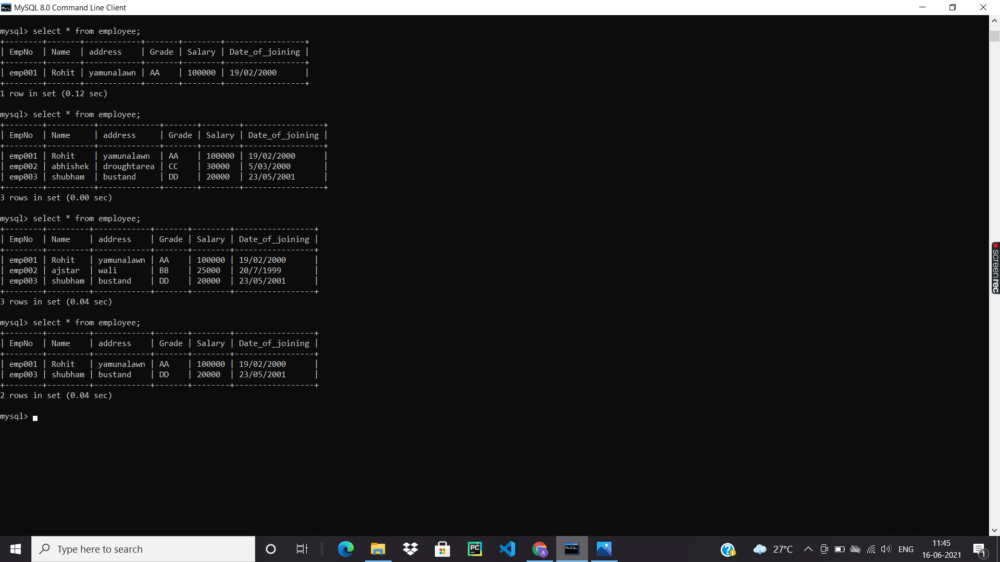 MySQL 8.0 Command Line Client
mysql> select * from employee;
+--------+-------+------------+-------+--------+-----------------+
| EmpNo  | Name  | address    | Grade | Salary | Date_of_joining |
+--------+-------+------------+-------+--------+-----------------+
| emp001 | Rohit | yamunalawn | AA    | 100000 | 19/02/2000      |
+--------+-------+------------+-------+--------+-----------------+
1 row in set (0.12 sec)
mysql> select * from employee;
+--------+----------+-------------+-------+--------+-----------------+
| EmpNo  | Name     | address     | Grade | Salary | Date_of_joining |
+--------+----------+-------------+-------+--------+-----------------+
| emp001 | Rohit    | yamunalawn  | AA    | 100000 | 19/02/2000      |
| emp002 | abhishek | droughtarea | CC    | 30000  | 5/03/2000       |
| emp003 | shubham  | bustand     | DD    | 20000  | 23/05/2001      |
+--------+----------+-------------+-------+--------+-----------------+
3 rows in set (0.00 sec)
mysql> select * from employee;
+--------+---------+------------+-------+--------+-----------------+
| EmpNo  | Name    | address    | Grade | Salary | Date_of_joining |
+--------+---------+------------+-------+--------+-----------------+
| emp001 | Rohit   | yamunalawn | AA    | 100000 | 19/02/2000      |
| emp002 | ajstar  | wali       | BB    | 25000  | 20/7/1999       |
| emp003 | shubham | bustand    | DD    | 20000  | 23/05/2001      |
+--------+---------+------------+-------+--------+-----------------+
3 rows in set (0.04 sec)
mysql> select * from employee;
+--------+---------+------------+-------+--------+-----------------+
| EmpNo  | Name    | address    | Grade | Salary | Date_of_joining |
+--------+---------+------------+-------+--------+-----------------+
| emp001 | Rohit   | yamunalawn | AA    | 100000 | 19/02/2000      |
| emp003 | shubham | bustand    | DD    | 20000  | 23/05/2001      |
+--------+---------+------------+-------+--------+-----------------+
2 rows in set (0.04 sec)
mysql>
screenrec
Type here to search
PC
MySQL
A
27°C
ENG
11:45
16-06-2021
1